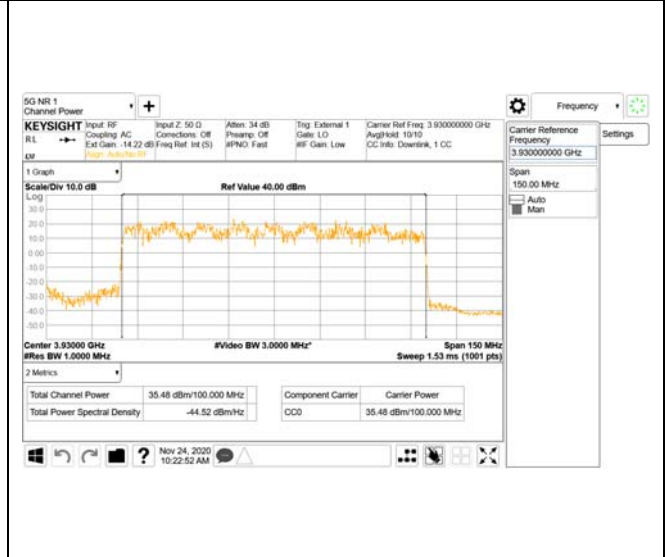 5G NR 1
Channel Power
Frequency
Settings
KEYSIGHT
RL
Input: RF
Coupling: AC
Ext Gain: -14.22 dB
Align: Auto/No RF
Input Z: 50 Ω
Corrections: Off
Freq Ref: Int (S)
Atten: 34 dB
Preamp: Off
#PNO: Fast
Trig: External 1
Gate: LO
#IF Gain: Low
Carrier Ref Freq: 3.930000000 GHz
Avg|Hold: 10/10
CC Info: Downlink, 1 CC
Carrier Reference
Frequency
3.930000000 GHz
Span
150.00 MHz
Auto
Man
1 Graph
Scale/Div 10.0 dB
Ref Value 40.00 dBm
Log
30.0
20.0
10.0
0.00
-10.0
-20.0
-30.0
-40.0
-50.0
Center 3.93000 GHz
#Video BW 3.0000 MHz*
Span 150 MHz
#Res BW 1.0000 MHz
Sweep 1.53 ms (1001 pts)
2 Metrics
Total Channel Power 35.48 dBm/100.000 MHz
Total Power Spectral Density -44.52 dBm/Hz
Component Carrier Carrier Power
CC0 35.48 dBm/100.000 MHz
?
Nov 24, 2020
10:22:52 AM